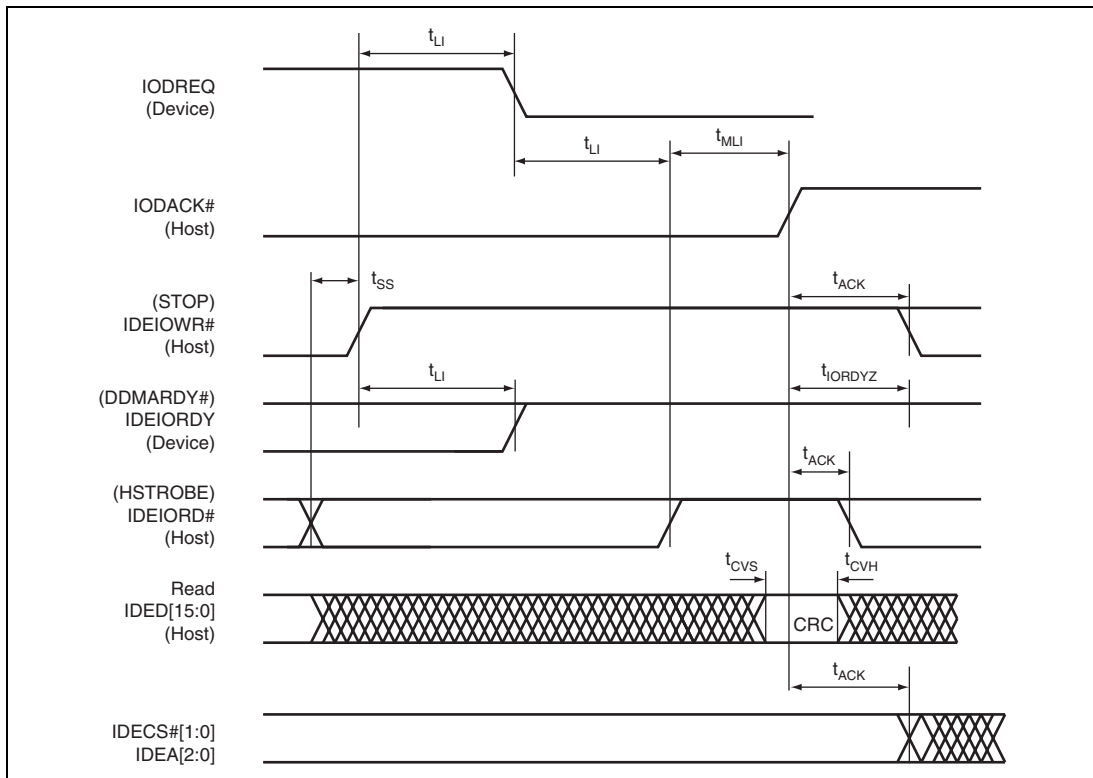 tLI
IODREQ
(Device)
tLI
tMLI
IODACK#
(Host)
tSS
tACK
(STOP)
IDEIOWR#
(Host)
tLI
tIORDYZ
(DDMARDY#)
IDEIORDY
(Device)
tACK
(HSTROBE)
IDEIORD#
(Host)
tCVS
tCVH
Read
IDED[15:0]
(Host)
CRC
tACK
IDECS#[1:0]
IDEA[2:0]